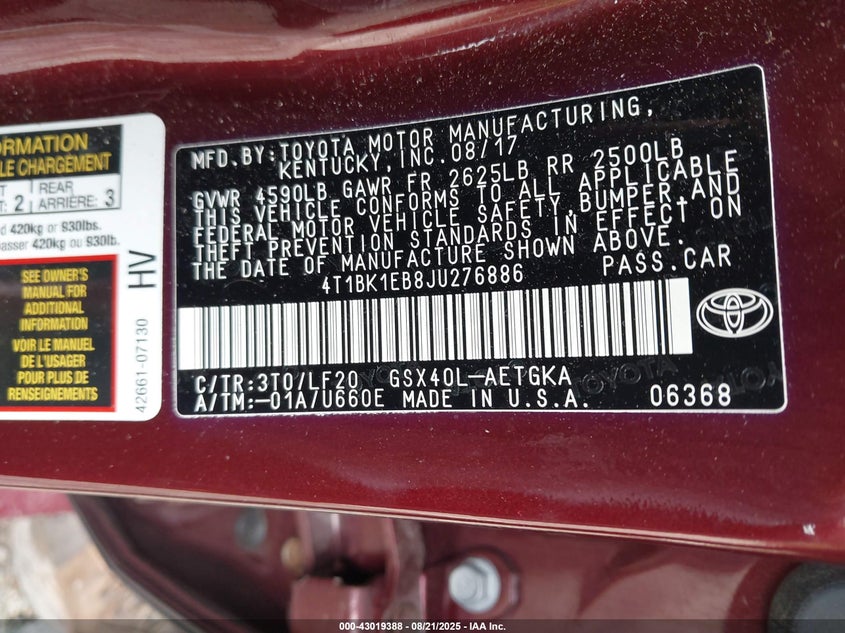 ORMATION
LE CHARGEMENT
REAR
: 2 ARRIÈRE: 3
d 420kg or 930lbs.
passer 420kg ou 930lb.
SEE OWNER'S
MANUAL FOR
ADDITIONAL
INFORMATION
VOIR LE MANUEL
DE L'USAGER
POUR PLUS DE
RENSEIGNEMENTS
HV
42661-07130
MFD.BY:TOYOTA MOTOR MANUFACTURING,
KENTUCKY,INC.08/17
GVWR 4590LB GAWR FR 2625LB RR 2500LB
THIS VEHICLE CONFORMS TO ALL APPLICABLE
FEDERAL MOTOR VEHICLE SAFETY,BUMPER,AND
THEFT PREVENTION STANDARDS IN EFFECT ON
THE DATE OF MANUFACTURE SHOWN ABOVE.
4T1BK1EB8JU276886 PASS.CAR
C/TR:3T0/LF20 GSX40L-AETGKA
A/TM:-01A/U660E MADE IN U.S.A. 06368
TOYOTA
000-43019388 - 08/21/2025 - IAA Inc.